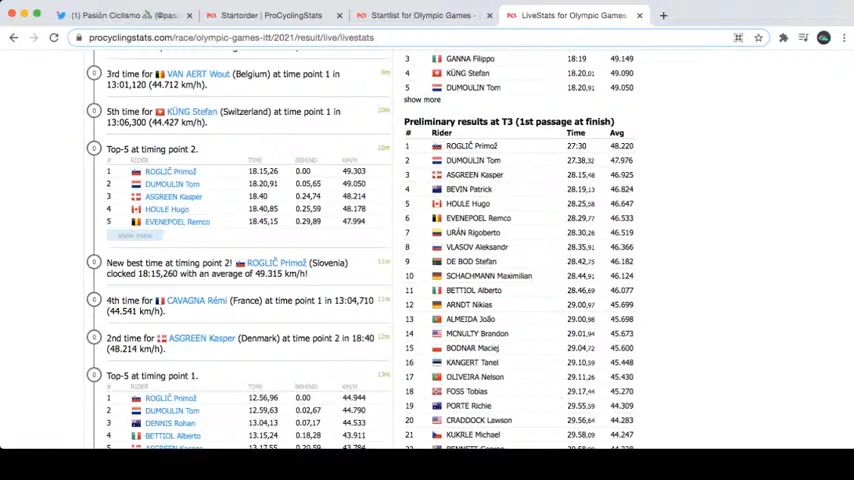 (1) Pasión Ciclismo 🚴 (@pas
Startorder | ProCyclingStats
Startlist for Olympic Games -
LiveStats for Olympic Games
procyclingstats.com/race/olympic-games-itt/2021/result/live/livestats
0 3rd time for VAN AERT Wout (Belgium) at time point 1 in 9m
13:01,120 (44.712 km/h).
0 5th time for KÜNG Stefan (Switzerland) at time point 1 in 10m
13:06,300 (44.427 km/h).
0 Top-5 at timing point 2. 10m
# RIDER TIME BEHIND KM/H
1 ROGLIČ Primož 18.15,26 0.00 49.303
2 DUMOULIN Tom 18.20,91 0.05,65 49.050
3 ASGREEN Kasper 18.40 0.24,74 48.214
4 HOULE Hugo 18.40,85 0.25,59 48.178
5 EVENEPOEL Remco 18.45,15 0.29,89 47.994
show more
0 New best time at timing point 2! ROGLIČ Primož (Slovenia) 11m
clocked 18:15,260 with an average of 49.315 km/h!
0 4th time for CAVAGNA Rémi (France) at time point 1 in 13:04,710 11m
(44.541 km/h).
0 2nd time for ASGREEN Kasper (Denmark) at time point 2 in 18:40 12m
(48.214 km/h).
0 Top-5 at timing point 1. 13m
# RIDER TIME BEHIND KM/H
1 ROGLIČ Primož 12.56,96 0.00 44.944
2 DUMOULIN Tom 12.59,63 0.02,67 44.790
3 DENNIS Rohan 13.04,13 0.07,17 44.533
4 BETTIOL Alberto 13.15,24 0.18,28 43.911
3 GANNA Filippo 18:19 49.149
4 KÜNG Stefan 18.20,01 49.090
5 DUMOULIN Tom 18.20,91 49.050
show more
Preliminary results at T3 (1st passage at finish)
# Rider Time Avg
1 ROGLIČ Primož 27:30 48.220
2 DUMOULIN Tom 27.38,32 47.976
3 ASGREEN Kasper 28.15,48 46.925
4 BEVIN Patrick 28.19,13 46.824
5 HOULE Hugo 28.25,58 46.647
6 EVENEPOEL Remco 28.29,77 46.533
7 URÁN Rigoberto 28.30,26 46.519
8 VLASOV Aleksandr 28.35,91 46.366
9 DE BOD Stefan 28.42,75 46.182
10 SCHACHMANN Maximilian 28.44,91 46.124
11 BETTIOL Alberto 28.46,69 46.077
12 ARNDT Nikias 29.00,97 45.699
13 ALMEIDA João 29.00,98 45.698
14 MCNULTY Brandon 29.01,94 45.673
15 BODNAR Maciej 29.04,72 45.600
16 KANGERT Tanel 29.10,59 45.448
17 OLIVEIRA Nelson 29.11,26 45.430
18 FOSS Tobias 29.17,44 45.270
19 PORTE Richie 29.55,59 44.309
20 CRADDOCK Lawson 29.56,64 44.283
21 KUKRLE Michael 29.58,09 44.247